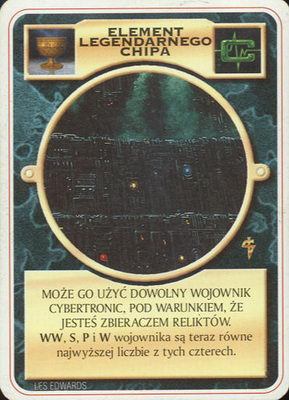 ELEMENT
LEGENDARNEGO
CHIPA
MOŻE GO UŻYĆ DOWOLNY WOJOWNIK
CYBERTRONIC, POD WARUNKIEM, ŻE
JESTEŚ ZBIERACZEM RELIKTÓW.
WW, S, P i W wojownika są teraz równe
najwyższej liczbie z tych czterech.
LES EDWARDS